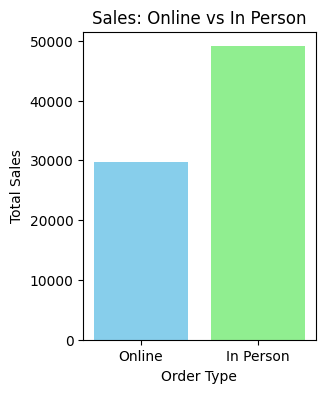 Sales: Online vs In Person
50000
40000
30000
20000
10000
0
Total Sales
Online
In Person
Order Type